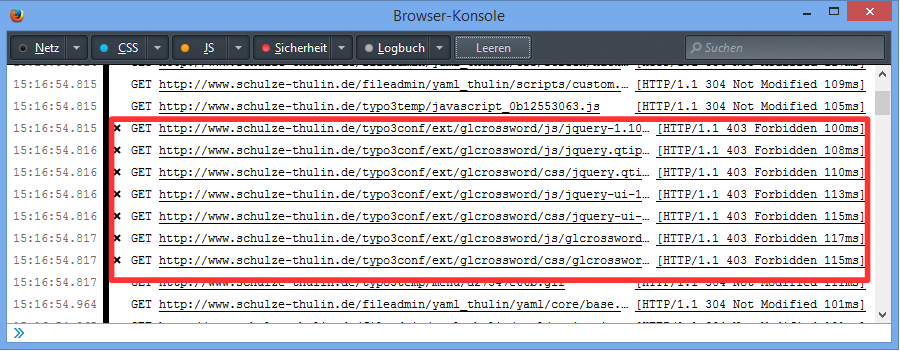 Browser-Konsole
Netz CSS JS Sicherheit Logbuch Leeren Suchen
15:16:54.815 GET http://www.schulze-thulin.de/fileadmin/yaml_thulin/scripts/custom.… [HTTP/1.1 304 Not Modified 109ms]
15:16:54.815 GET http://www.schulze-thulin.de/typo3temp/javascript_0b12553063.js [HTTP/1.1 304 Not Modified 105ms]
15:16:54.815 × GET http://www.schulze-thulin.de/typo3conf/ext/glcrossword/js/jquery-1.10… [HTTP/1.1 403 Forbidden 100ms]
15:16:54.816 × GET http://www.schulze-thulin.de/typo3conf/ext/glcrossword/js/jquery.qtip… [HTTP/1.1 403 Forbidden 108ms]
15:16:54.816 × GET http://www.schulze-thulin.de/typo3conf/ext/glcrossword/css/jquery.qti… [HTTP/1.1 403 Forbidden 110ms]
15:16:54.816 × GET http://www.schulze-thulin.de/typo3conf/ext/glcrossword/js/jquery-ui-1… [HTTP/1.1 403 Forbidden 113ms]
15:16:54.816 × GET http://www.schulze-thulin.de/typo3conf/ext/glcrossword/css/jquery-ui-… [HTTP/1.1 403 Forbidden 115ms]
15:16:54.817 × GET http://www.schulze-thulin.de/typo3conf/ext/glcrossword/js/glcrossword… [HTTP/1.1 403 Forbidden 117ms]
15:16:54.817 × GET http://www.schulze-thulin.de/typo3conf/ext/glcrossword/css/glcrosswor… [HTTP/1.1 403 Forbidden 115ms]
15:16:54.817 GET [HTTP/1.1 304 Not Modified 111ms]
15:16:54.964 GET http://www.schulze-thulin.de/fileadmin/yaml_thulin/yaml/core/base.… [HTTP/1.1 304 Not Modified 101ms]